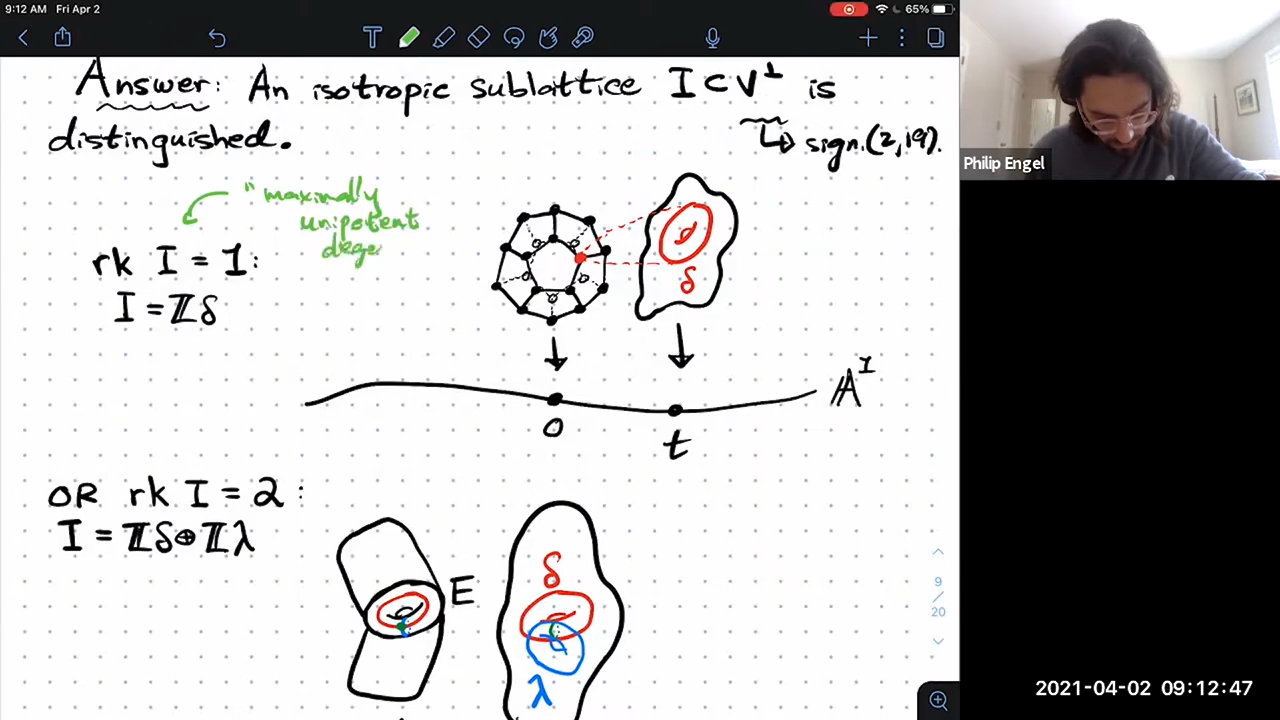 9:12 AM Fri Apr 2
65%
Answer: An isotropic sublattice I ⊂ V⊥ is
distinguished.
↳ sign.(2,19).
"maximally
unipotent
dege
rk I = 1:
I = ℤδ
δ
𝔸¹
0
t
OR rk I = 2:
I = ℤδ⊕ℤλ
E
δ
λ
9
/
20
Philip Engel
2021-04-02 09:12:47